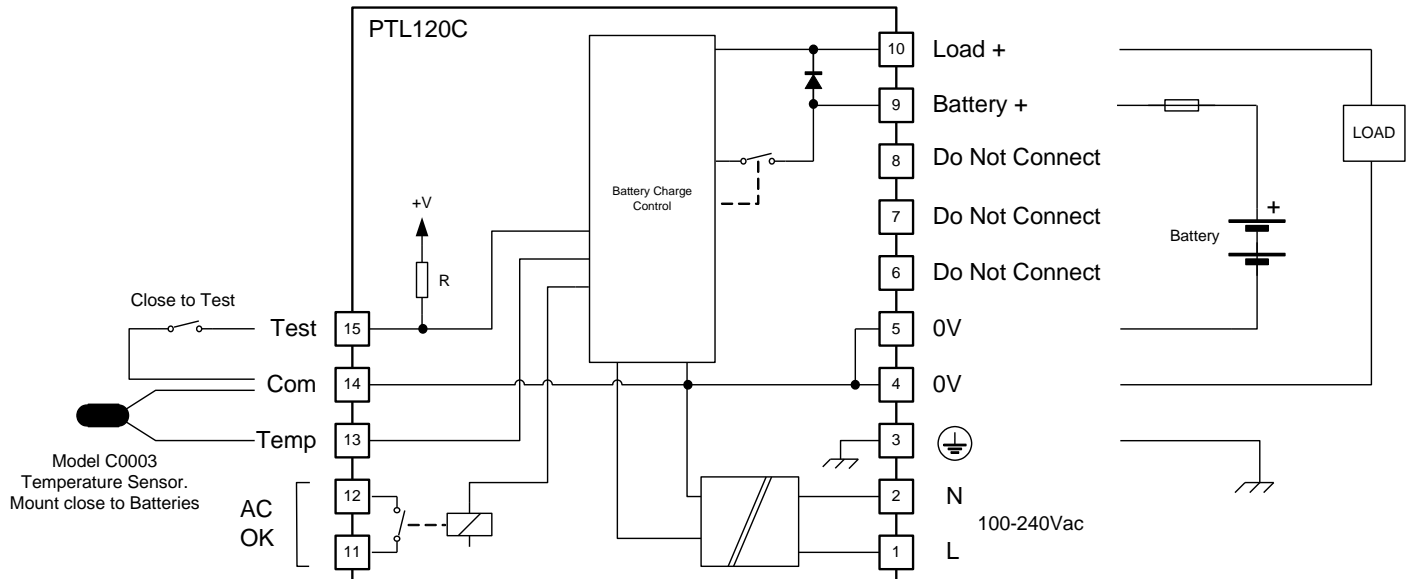 PTL120C
10
Load +
9
Battery +
LOAD
8
Do Not Connect
Battery Charge
Control
+V
7
Do Not Connect
+
Battery
6
Do Not Connect
R
Close to Test
Test
15
5
0V
Com
14
4
0V
Temp
13
3
Model C0003
Temperature Sensor.
Mount close to Batteries
12
AC
OK
11
2
N
100-240Vac
1
L